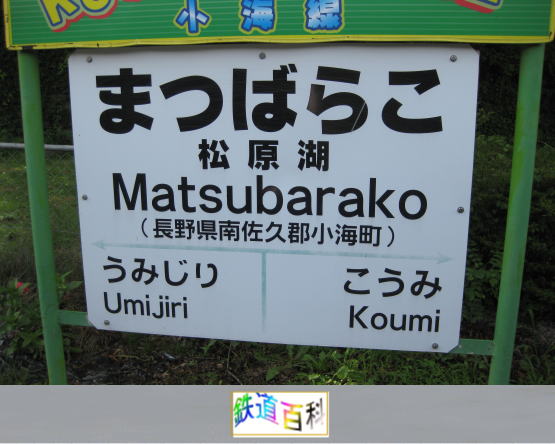 小海線
まつばらこ
松原湖
Matsubarako
（長野県南佐久郡小海町）
うみじり こうみ
Umijiri Koumi
鉄道百科